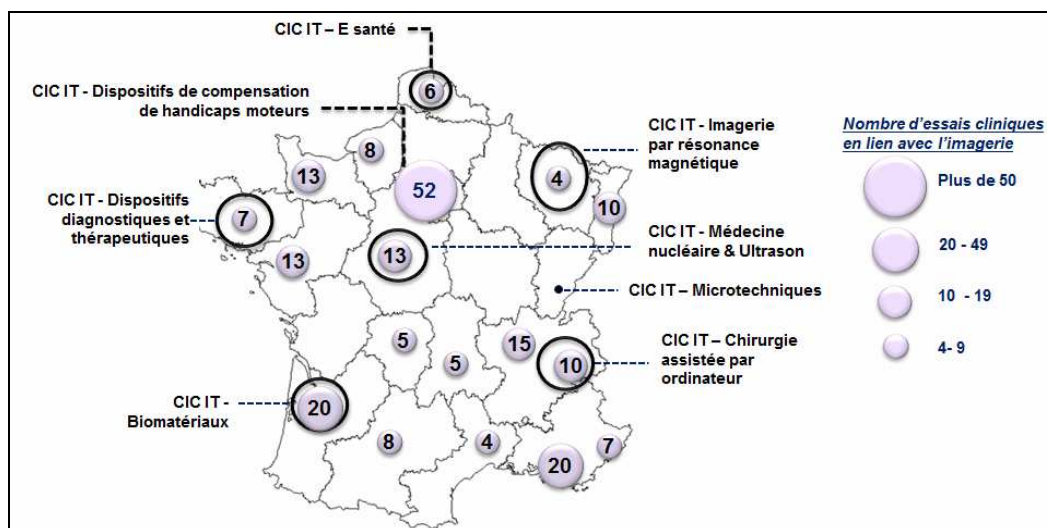 CIC IT – E santé
CIC IT - Dispositifs de compensation
de handicaps moteurs
6
8
13
52
CIC IT - Imagerie
par résonance
magnétique
4
10
CIC IT - Dispositifs
diagnostiques et
thérapeutiques
7
13
13
CIC IT - Médecine
nucléaire & Ultrason
CIC IT – Microtechniques
5
5
15
10
CIC IT – Chirurgie
assistée par
ordinateur
CIC IT -
Biomatériaux
20
8
4
20
7
Nombre d'essais cliniques
en lien avec l'imagerie
Plus de 50
20 - 49
10 - 19
4- 9